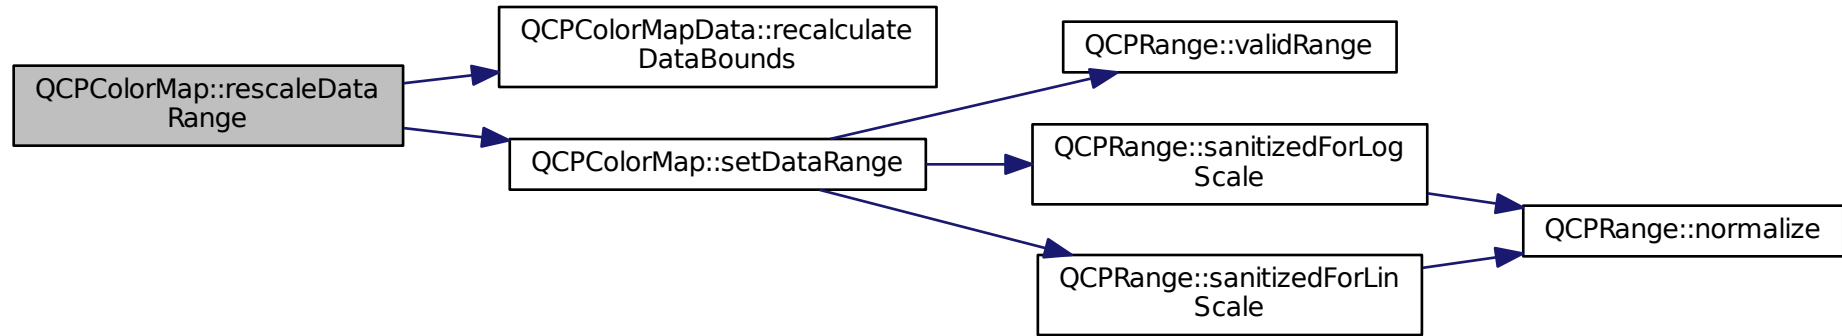 QCPColorMap::rescaleData
Range
QCPColorMapData::recalculate
DataBounds
QCPColorMap::setDataRange
QCPRange::validRange
QCPRange::sanitizedForLog
Scale
QCPRange::sanitizedForLin
Scale
QCPRange::normalize